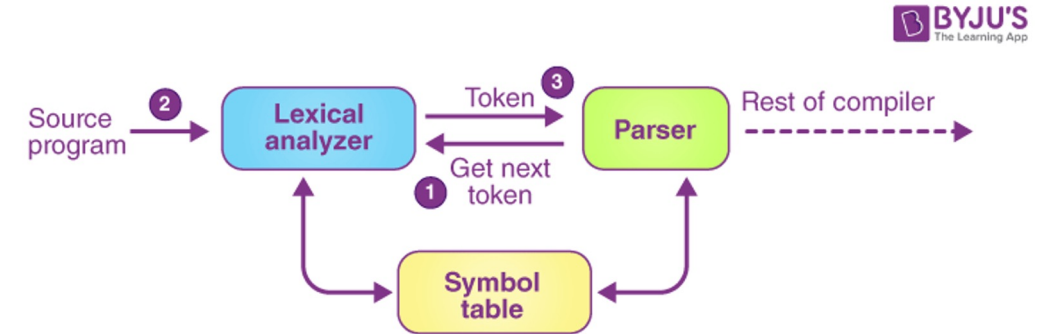 BYJU'S
The Learning App
2
Source
program
Lexical
analyzer
Token
3
Get next
token
1
Parser
Rest of compiler
Symbol
table